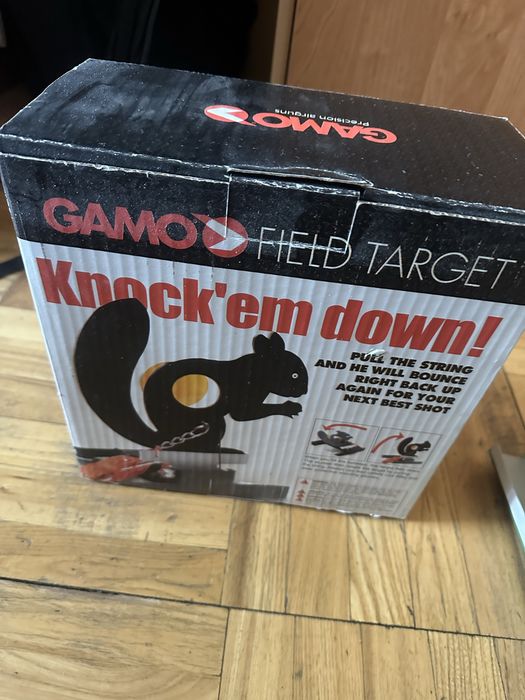 GAMO
Precision airguns
GAMO FIELD TARGET
Knock'em down!
PULL THE STRING
AND HE WILL BOUNCE
RIGHT BACK UP
AGAIN FOR YOUR
NEXT BEST SHOT